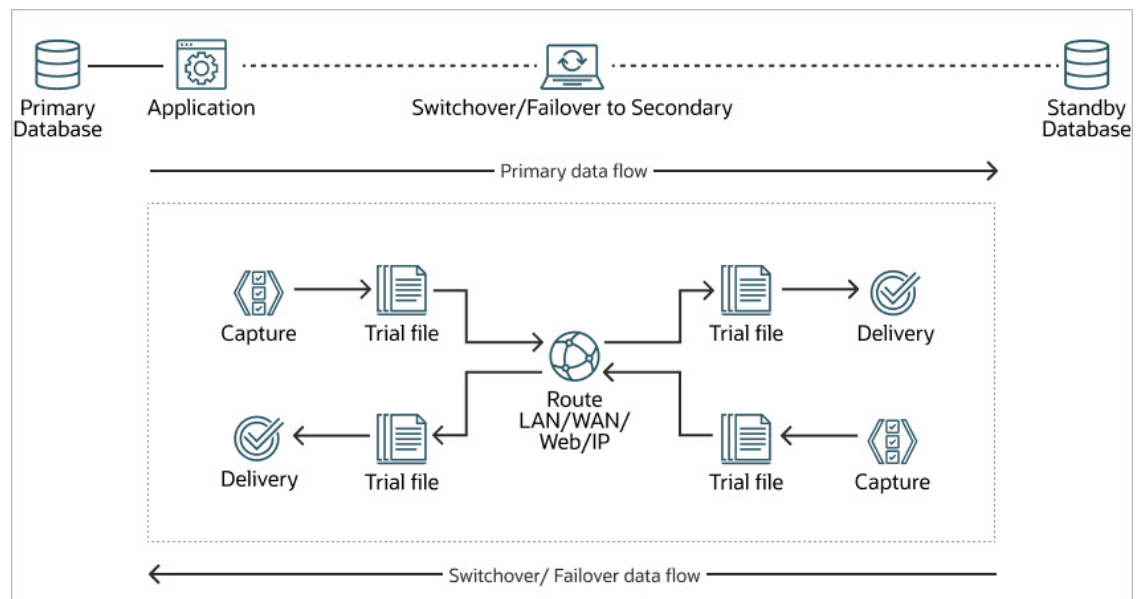 Primary
Database
Application
Switchover/Failover to Secondary
Standby
Database
Primary data flow
Capture
Trial file
Trial file
Delivery
Route
LAN/WAN/
Web/IP
Delivery
Trial file
Trial file
Capture
Switchover/ Failover data flow